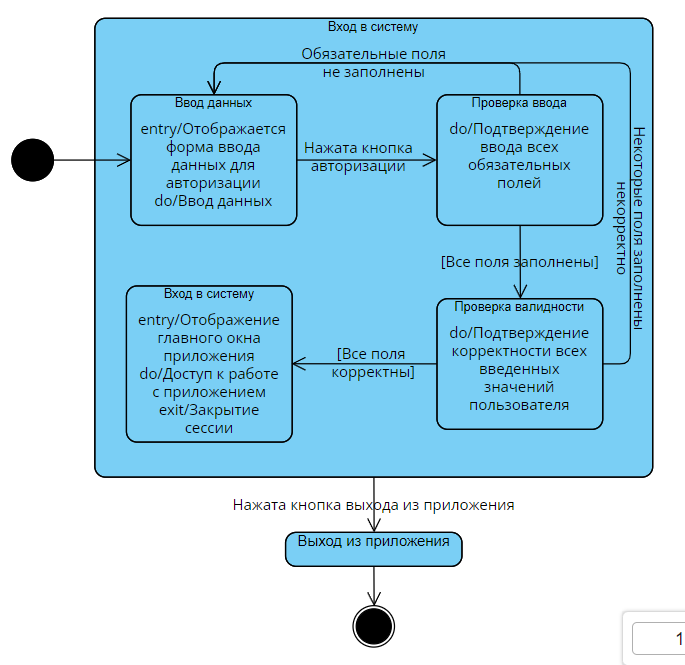 Вход в систему
Обязательные поля
не заполнены
Ввод данных
entry/Отображается
форма ввода
данных для
авторизации
do/Ввод данных
Нажата кнопка
авторизации
Проверка ввода
do/Подтверждение
ввода всех
обязательных
полей
Некоторые поля заполнены
некорректно
[Все поля заполнены]
Вход в систему
entry/Отображение
главного окна
приложения
do/Доступ к работе
с приложением
exit/Закрытие
сессии
[Все поля
корректны]
Проверка валидности
do/Подтверждение
корректности всех
введенных
значений
пользователя
Нажата кнопка выхода из приложения
Выход из приложения
1